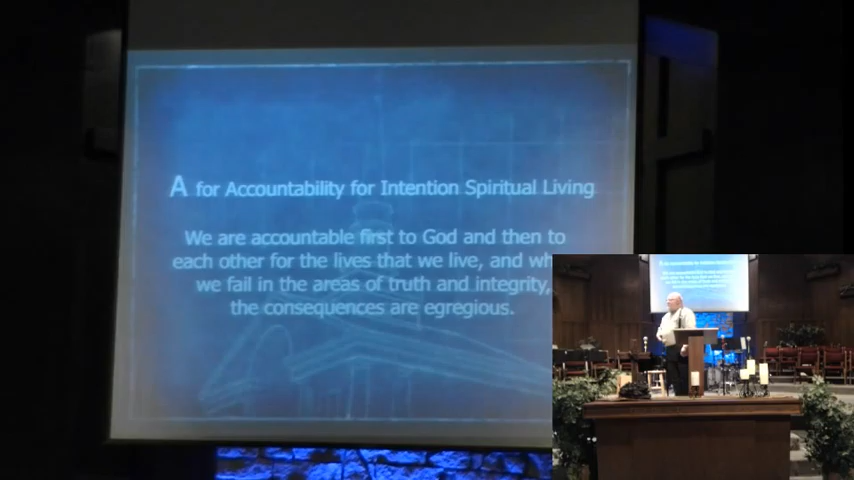 A for Accountability for Intention Spiritual Living
We are accountable first to God and then to
each other for the lives that we live, and
we fail in the areas of truth and integrity,
the consequences are egregious.